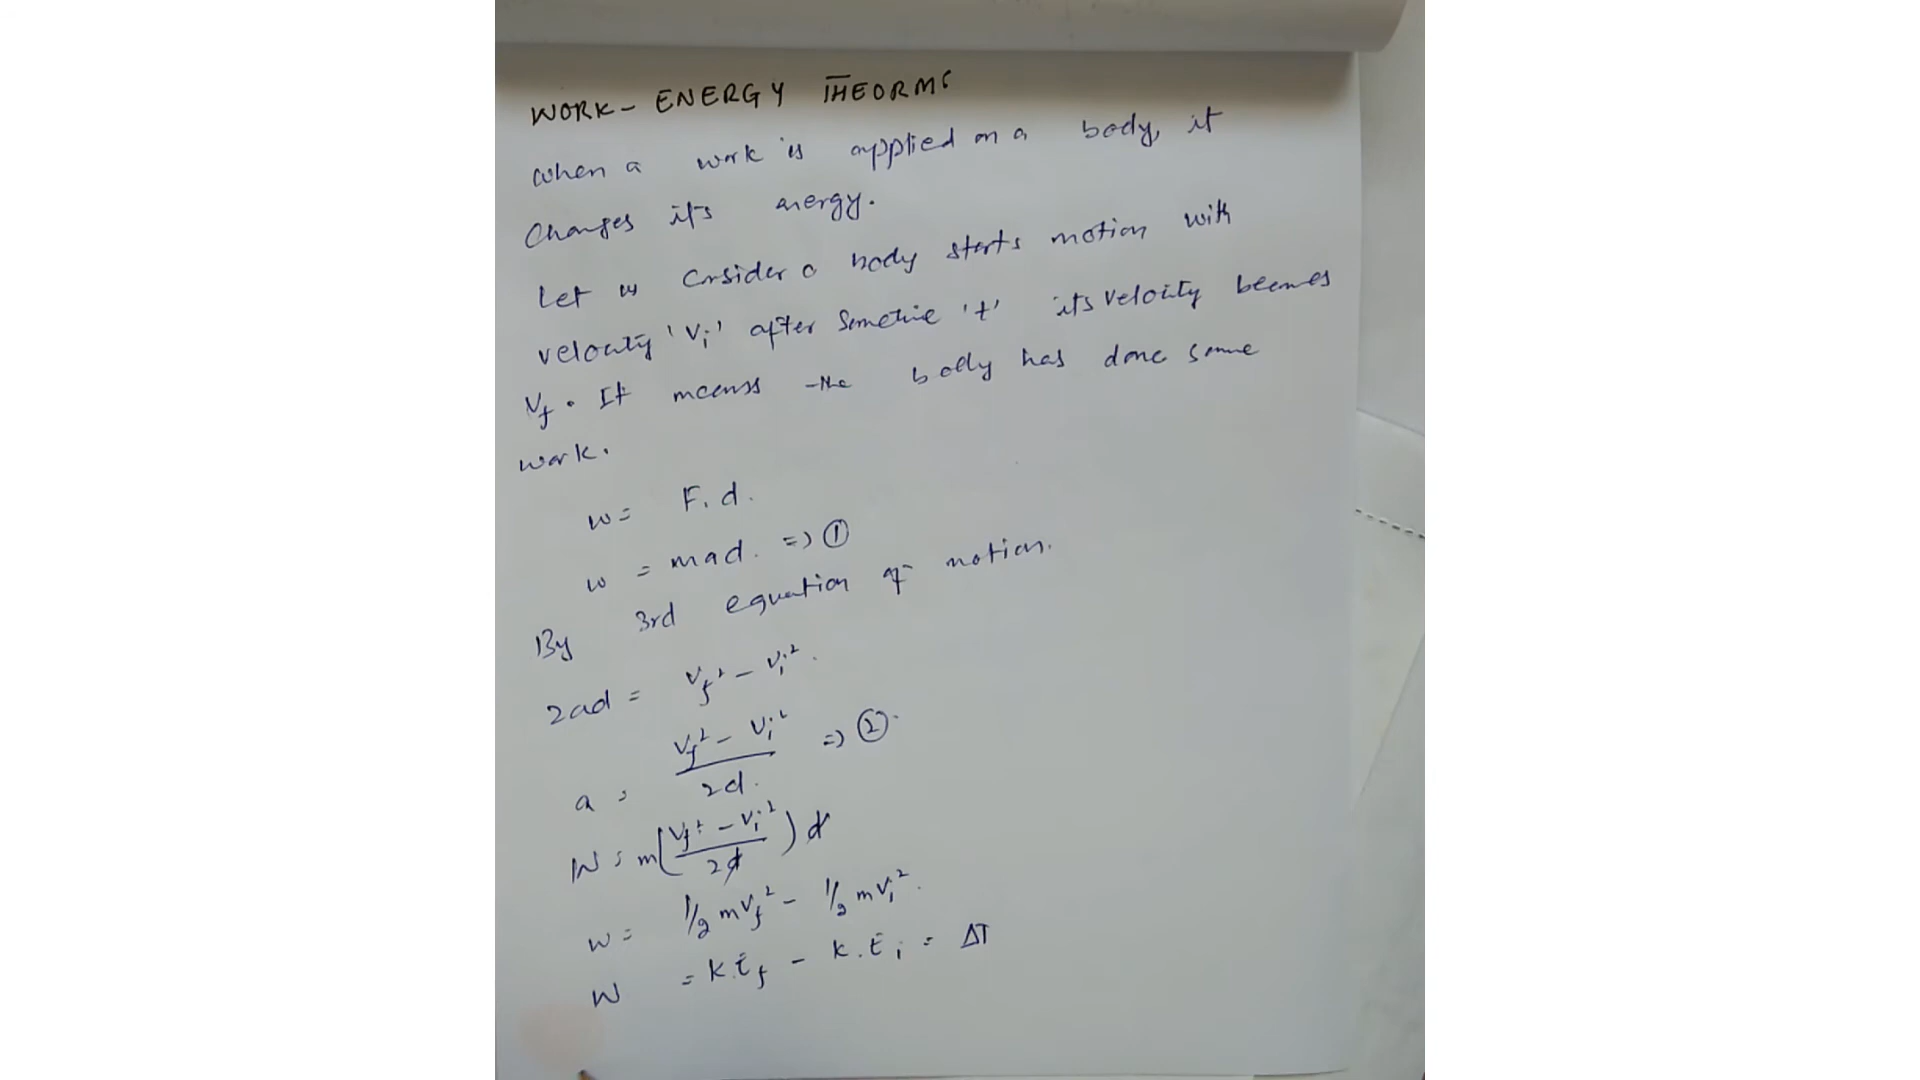 WORK - ENERGY THEORMS
When a work is applied on a body, it
Changes it's energy.
Let us Consider a body starts motion with
velocity 'Vi' after sometime 't' its velocity becomes
Vf. It means the body has done some
work.
w = F.d.
w = mad. => ①
By 3rd equation of motion.
2ad = Vf² - Vi².
a = Vf² - Vi² / 2d. => ②.
W = m(Vf² - Vi² / 2d) d
w = 1/2 mVf² - 1/2 mVi².
W = K.Ef - K.Ei = ΔT